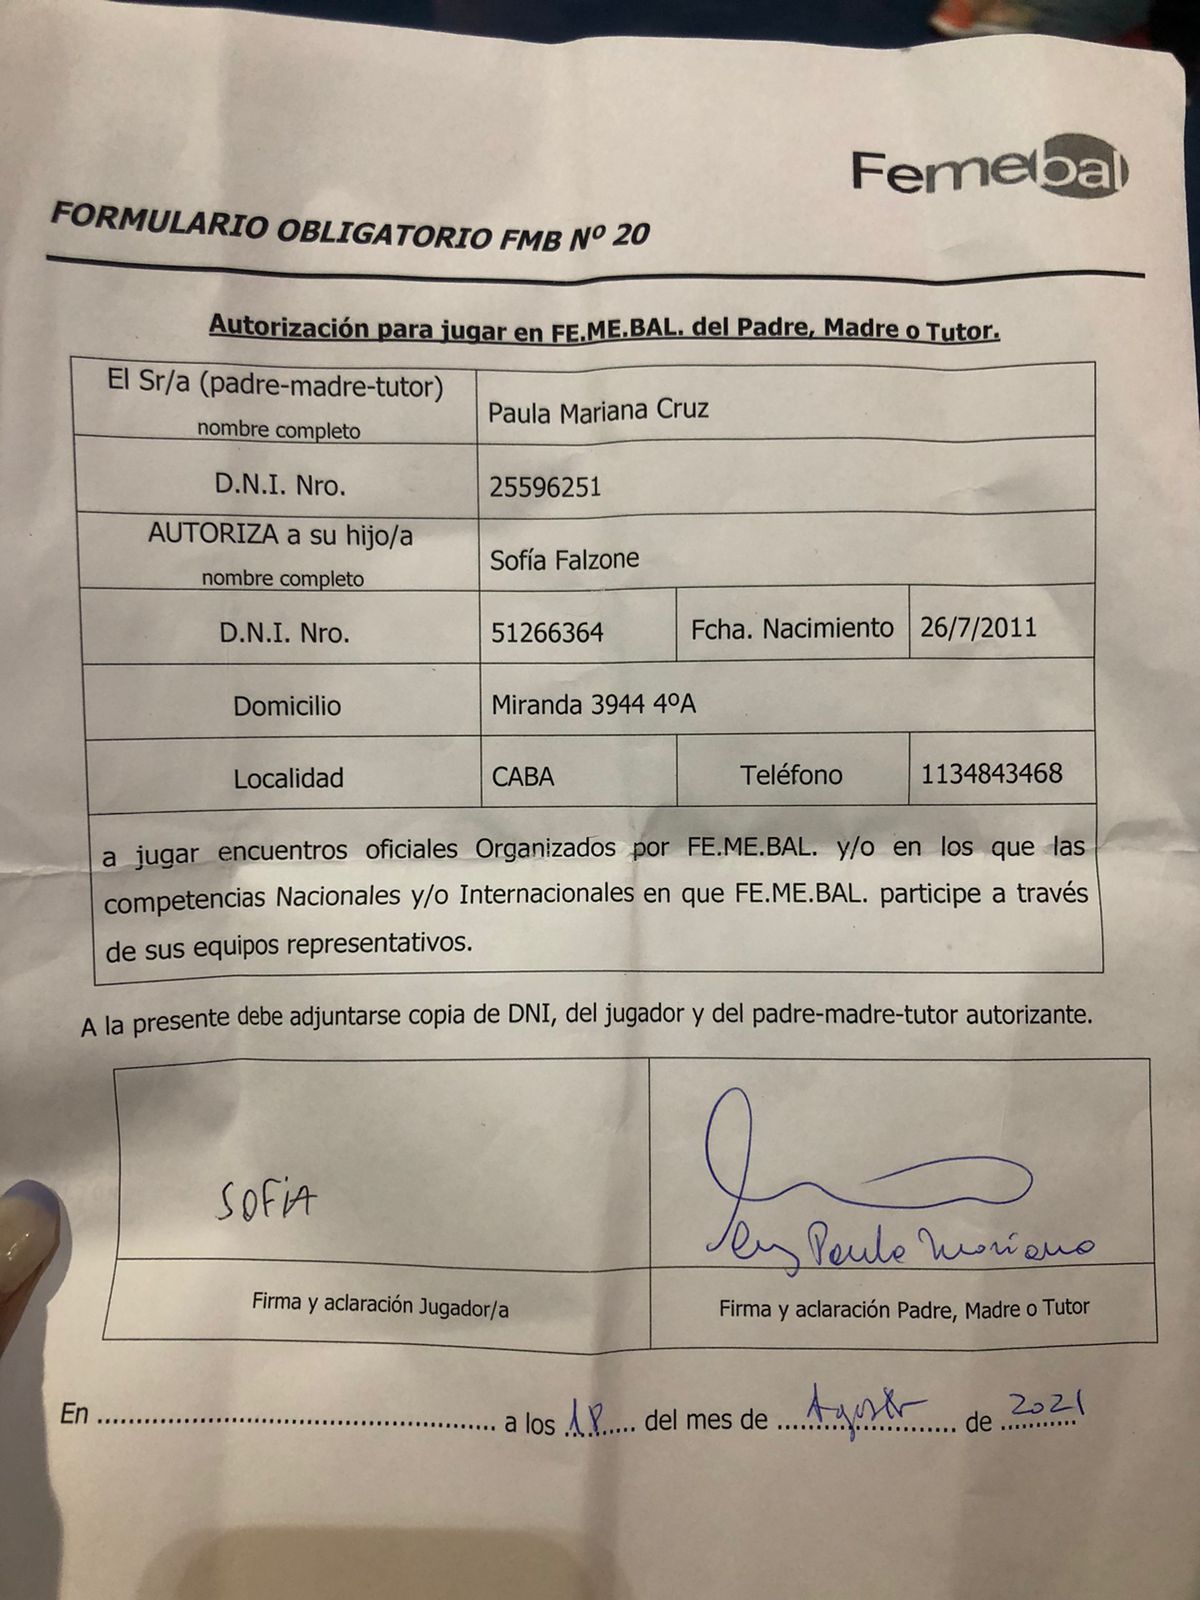 Femebal
FORMULARIO OBLIGATORIO FMB Nº 20
Autorización para jugar en FE.ME.BAL. del Padre, Madre o Tutor.
El Sr/a (padre-madre-tutor)
nombre completo
Paula Mariana Cruz
D.N.I. Nro.
25596251
AUTORIZA a su hijo/a
nombre completo
Sofía Falzone
D.N.I. Nro.
51266364
Fcha. Nacimiento
26/7/2011
Domicilio
Miranda 3944 4ºA
Localidad
CABA
Teléfono
1134843468
a jugar encuentros oficiales Organizados por FE.ME.BAL. y/o en los que las
competencias Nacionales y/o Internacionales en que FE.ME.BAL. participe a través
de sus equipos representativos.
A la presente debe adjuntarse copia de DNI, del jugador y del padre-madre-tutor autorizante.
SOFIA
Cruz Paula Mariana
Firma y aclaración Jugador/a
Firma y aclaración Padre, Madre o Tutor
En ........................................... a los 18 del mes de Agosto de 2021